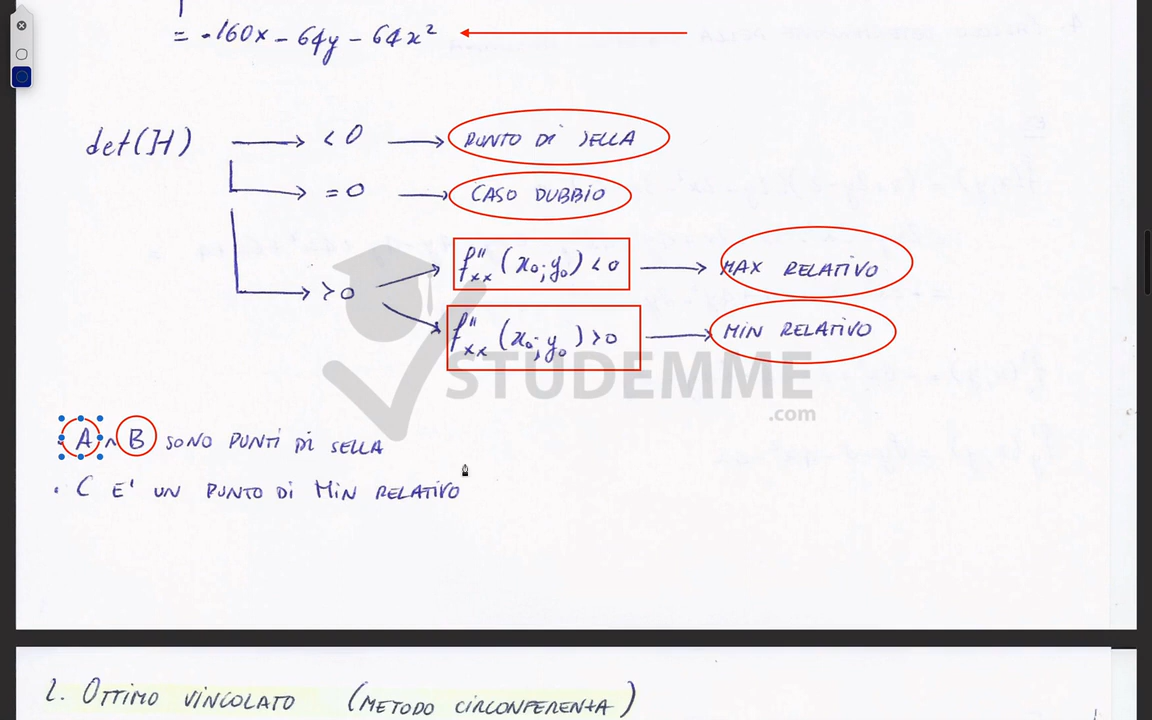 = -160x - 64y - 64x²
det(H) → < 0 → PUNTO DI SELLA
→ = 0 → CASO DUBBIO
→ > 0
f''xx (x₀;y₀) < 0 → MAX RELATIVO
f''xx (x₀;y₀) > 0 → MIN RELATIVO
STUDEMME
.com
· A ∧ B SONO PUNTI DI SELLA
· C E' UN PUNTO DI MIN RELATIVO
2. OTTIMO VINCOLATO (METODO CIRCONFERENZA)